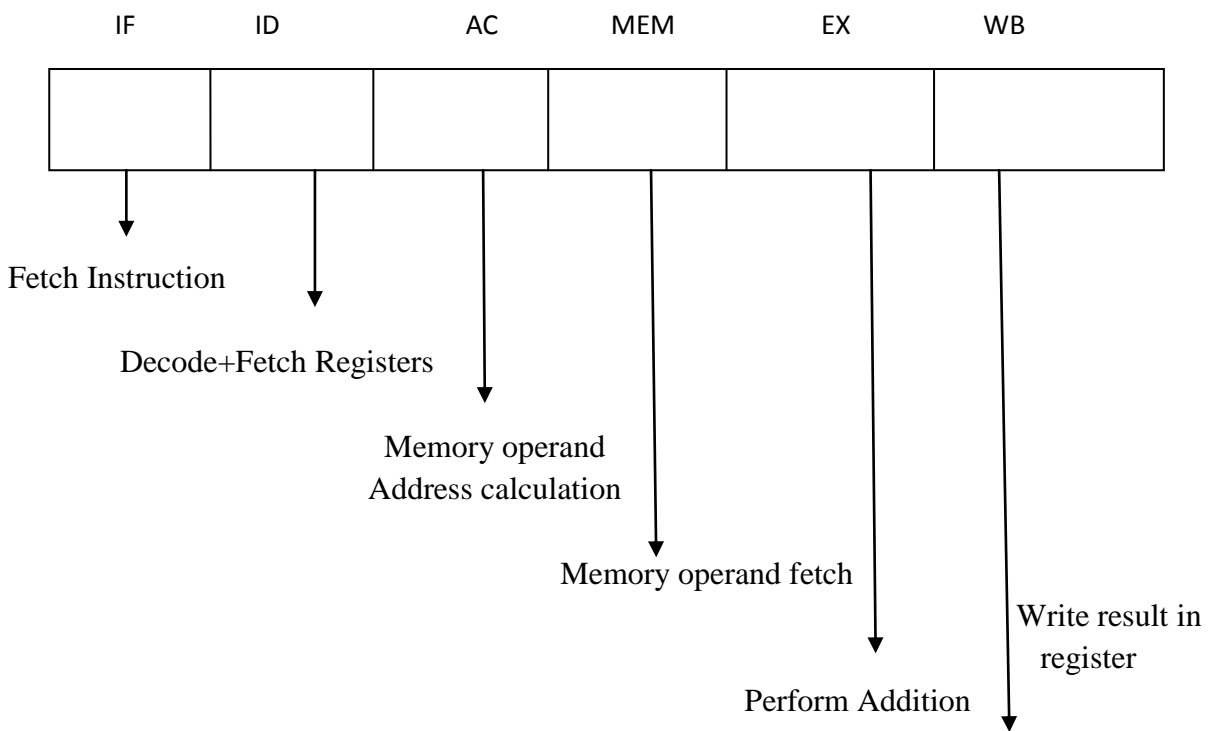 IF ID AC MEM EX WB
Fetch Instruction
Decode+Fetch Registers
Memory operand
Address calculation
Memory operand fetch
Write result in
register
Perform Addition